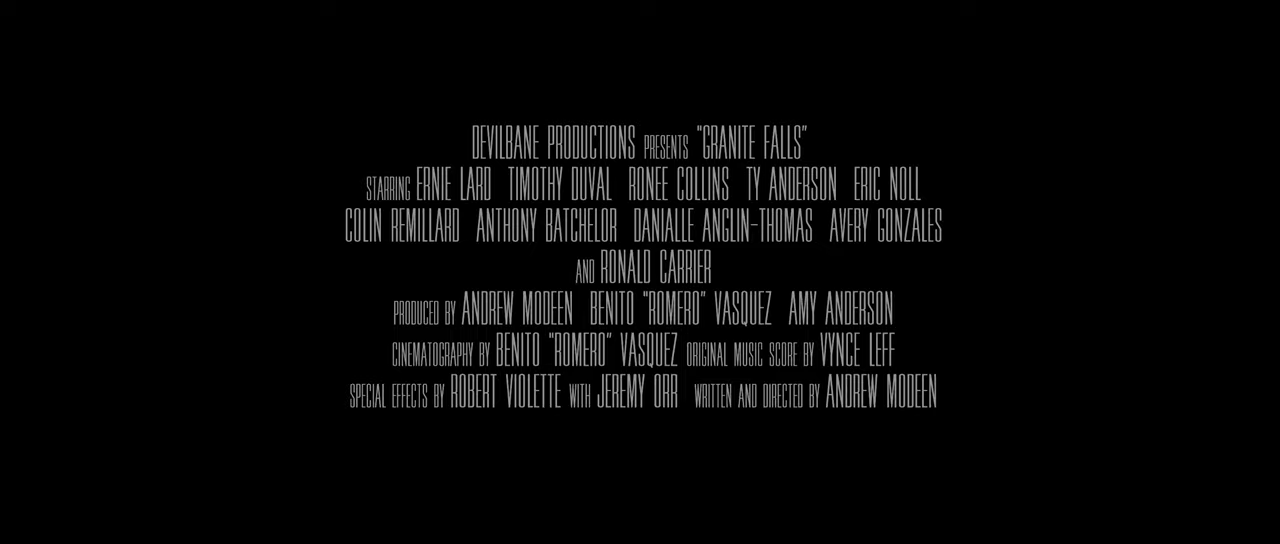 DEVILBANE PRODUCTIONS PRESENTS "GRANITE FALLS"
STARRING ERNIE LARD TIMOTHY DUVAL RONEE COLLINS TY ANDERSON ERIC NOLL
COLIN REMILLARD ANTHONY BATCHELOR DANIALLE ANGLIN-THOMAS AVERY GONZALES
AND RONALD CARRIER
PRODUCED BY ANDREW MODEEN BENITO "ROMERO" VASQUEZ AMY ANDERSON
CINEMATOGRAPHY BY BENITO "ROMERO" VASQUEZ ORIGINAL MUSIC SCORE BY VYNCE LEFF
SPECIAL EFFECTS BY ROBERT VIOLETTE WITH JEREMY ORR WRITTEN AND DIRECTED BY ANDREW MODEEN